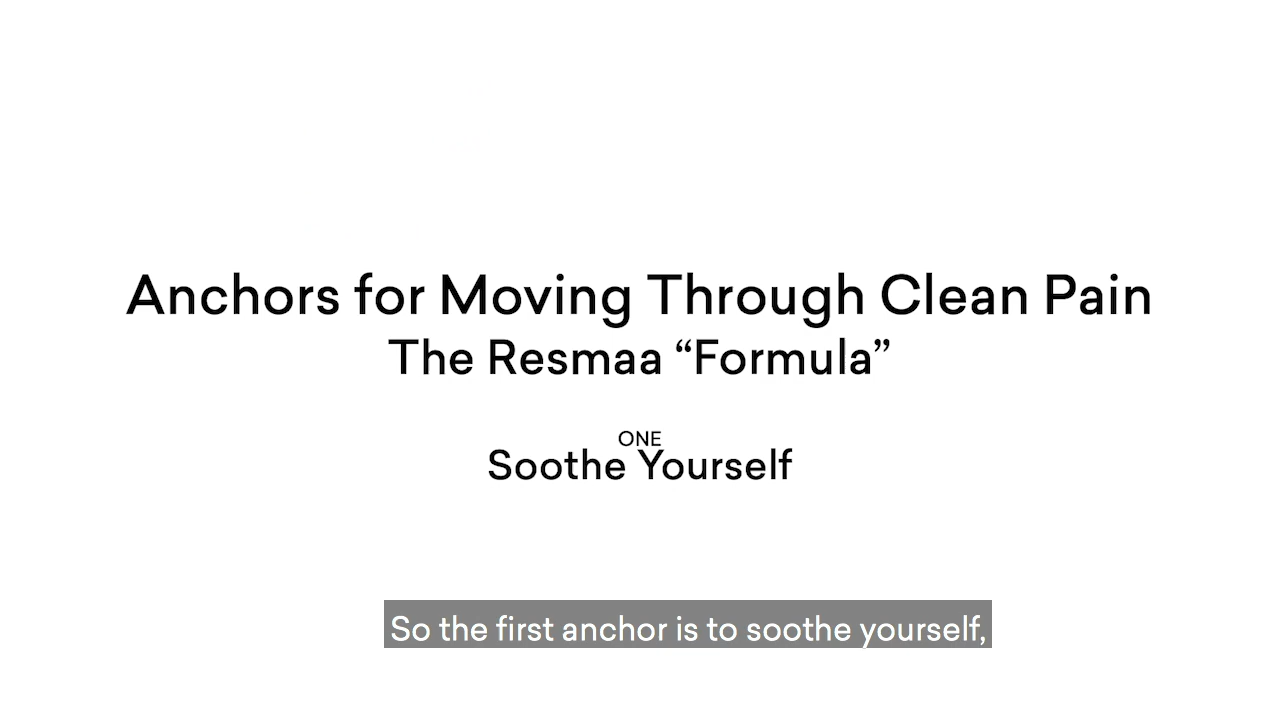 Anchors for Moving Through Clean Pain
The Resmaa “Formula”
ONE
Soothe Yourself
So the first anchor is to soothe yourself,